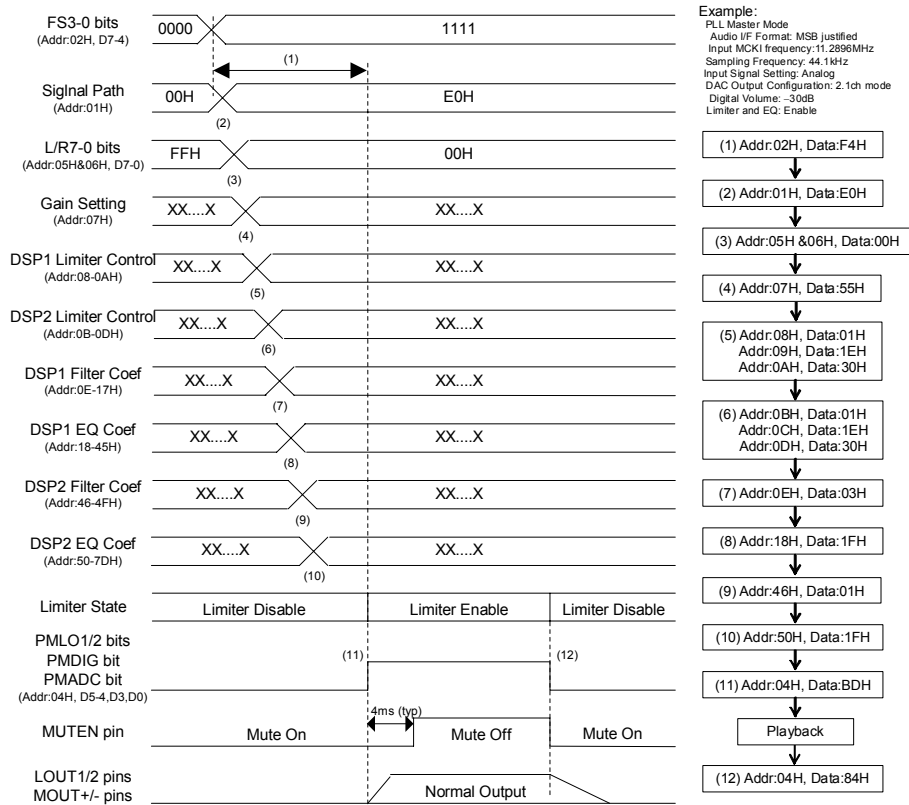 FS3-0 bits
(Addr:02H, D7-4)
0000
1111
(1)
Siglnal Path
(Addr:01H)
00H
E0H
(2)
L/R7-0 bits
(Addr:05H&06H, D7-0)
FFH
00H
(3)
Gain Setting
(Addr:07H)
XX....X
XX....X
(4)
DSP1 Limiter Control
(Addr:08-0AH)
XX....X
XX....X
(5)
DSP2 Limiter Control
(Addr:0B-0DH)
XX....X
XX....X
(6)
DSP1 Filter Coef
(Addr:0E-17H)
XX....X
XX....X
(7)
DSP1 EQ Coef
(Addr:18-45H)
XX....X
XX....X
(8)
DSP2 Filter Coef
(Addr:46-4FH)
XX....X
XX....X
(9)
DSP2 EQ Coef
(Addr:50-7DH)
XX....X
XX....X
(10)
Limiter State
Limiter Disable
Limiter Enable
Limiter Disable
PMLO1/2 bits
PMDIG bit
PMADC bit
(Addr:04H, D5-4,D3,D0)
(11)
(12)
4ms (typ)
MUTEN pin
Mute On
Mute Off
Mute On
LOUT1/2 pins
MOUT+/- pins
Normal Output
Example:
PLL Master Mode
Audio I/F Format: MSB justified
Input MCKI frequency:11.2896MHz
Sampling Frequency: 44.1kHz
Input Signal Setting: Analog
DAC Output Configuration: 2.1ch mode
Digital Volume: –30dB
Limiter and EQ: Enable
(1) Addr:02H, Data:F4H
(2) Addr:01H, Data:E0H
(3) Addr:05H &06H, Data:00H
(4) Addr:07H, Data:55H
(5) Addr:08H, Data:01H
Addr:09H, Data:1EH
Addr:0AH, Data:30H
(6) Addr:0BH, Data:01H
Addr:0CH, Data:1EH
Addr:0DH, Data:30H
(7) Addr:0EH, Data:03H
(8) Addr:18H, Data:1FH
(9) Addr:46H, Data:01H
(10) Addr:50H, Data:1FH
(11) Addr:04H, Data:BDH
Playback
(12) Addr:04H, Data:84H